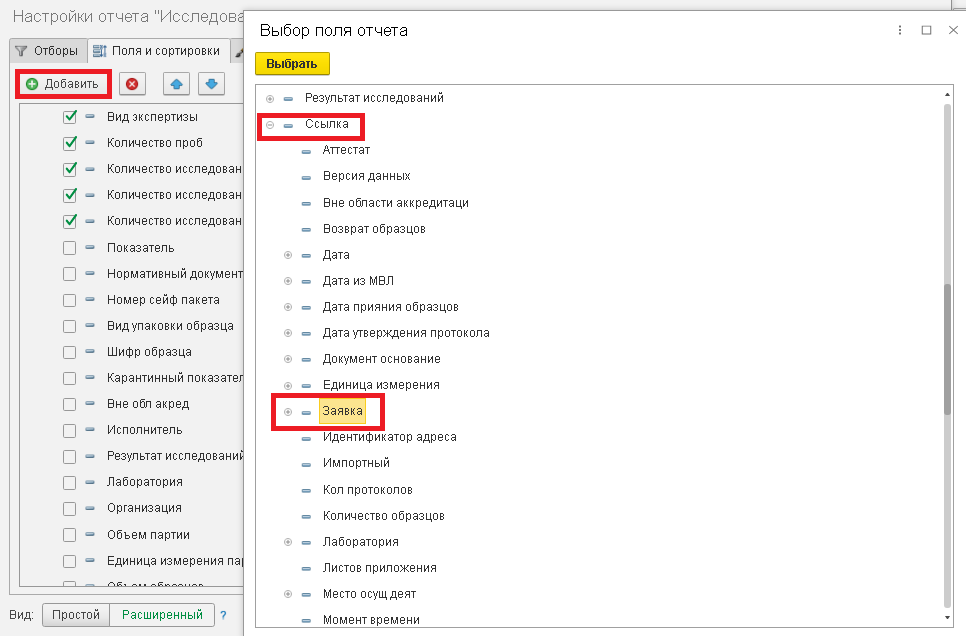 Настройки отчета "Исследова
Отборы
Поля и сортировки
Добавить
Вид экспертизы
Количество проб
Количество исследован
Количество исследован
Количество исследован
Показатель
Нормативный документ
Номер сейф пакета
Вид упаковки образца
Шифр образца
Карантинный показател
Вне обл акред
Исполнитель
Результат исследований
Лаборатория
Организация
Объем партии
Единица измерения пар
Объем образцов
Вид:
Простой
Расширенный
?
Выбор поля отчета
Выбрать
Результат исследований
Ссылка
Аттестат
Версия данных
Вне области аккредитаци
Возврат образцов
Дата
Дата из МВЛ
Дата прияния образцов
Дата утверждения протокола
Документ основание
Единица измерения
Заявка
Идентификатор адреса
Импортный
Кол протоколов
Количество образцов
Лаборатория
Листов приложения
Место осущ деят
Момент времени